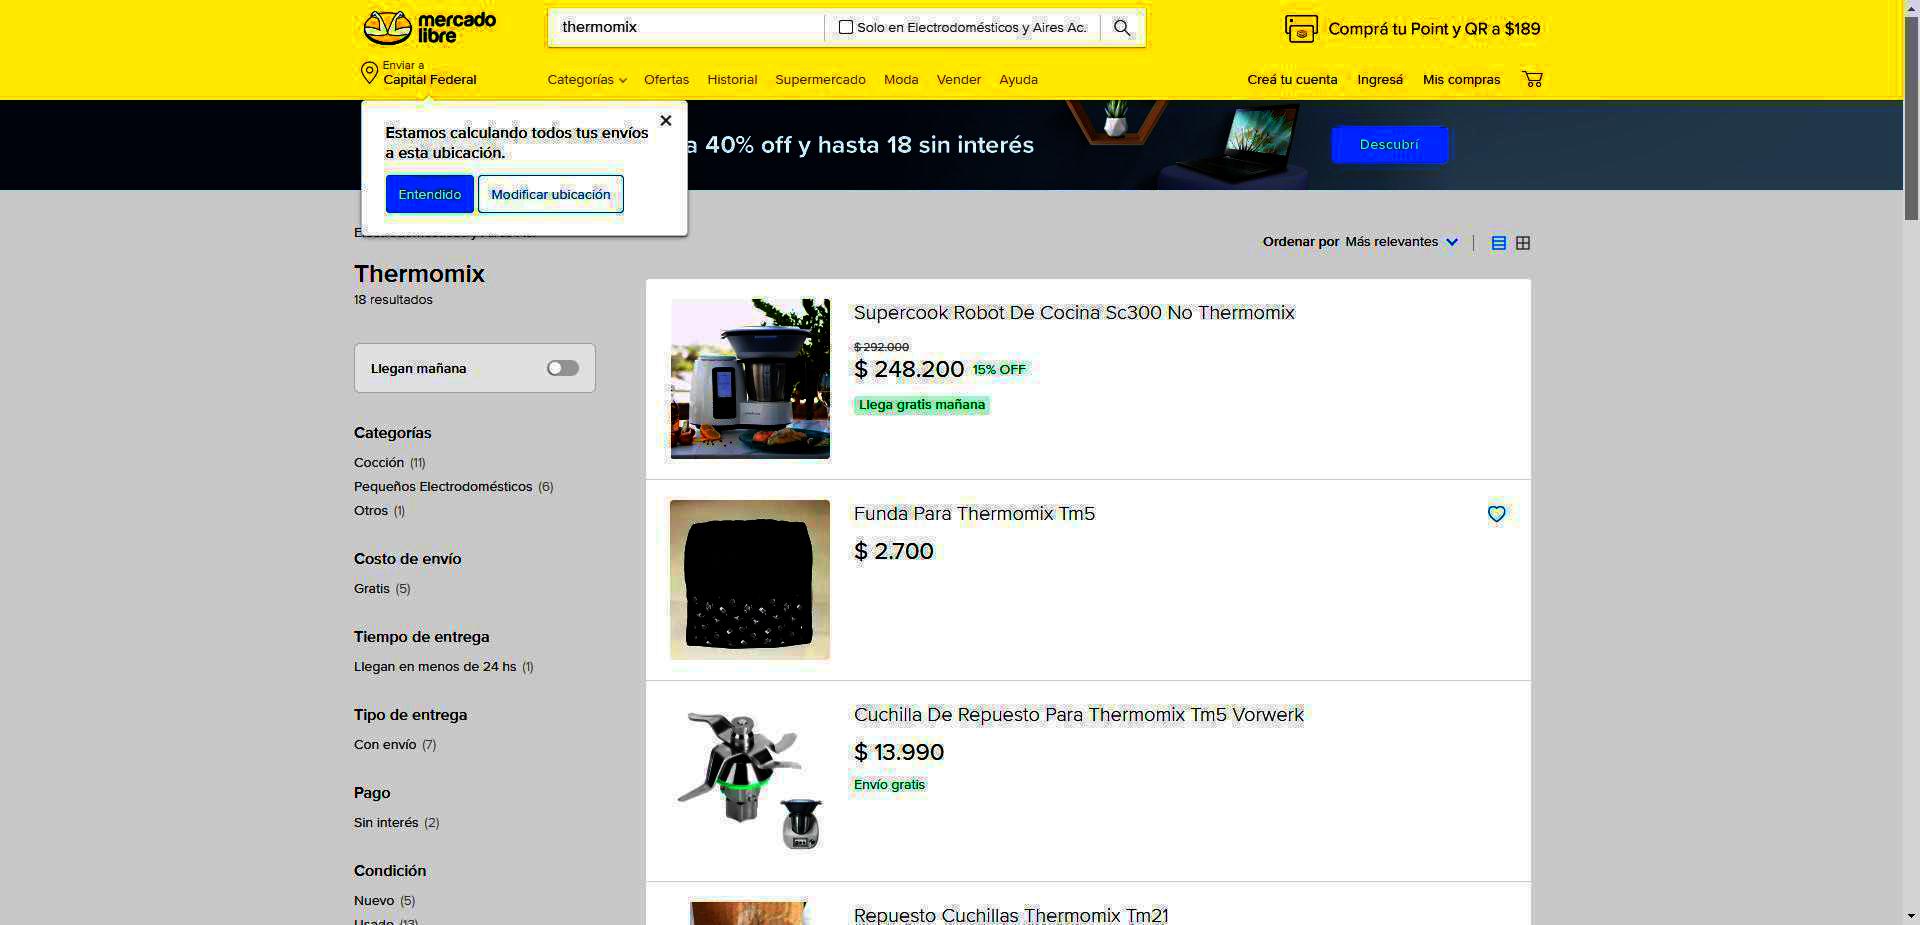 mercado
libre
thermomix
Solo en Electrodomésticos y Aires Ac.
Comprá tu Point y QR a $189
Enviar a
Capital Federal
Categorías
Ofertas
Historial
Supermercado
Moda
Vender
Ayuda
Creá tu cuenta
Ingresá
Mis compras
Estamos calculando todos tus envíos
a esta ubicación.
Entendido
Modificar ubicación
a 40% off y hasta 18 sin interés
Descubrí
Ordenar por Más relevantes
Thermomix
18 resultados
Llegan mañana
Categorías
Cocción (11)
Pequeños Electrodomésticos (6)
Otros (1)
Costo de envío
Gratis (5)
Tiempo de entrega
Llegan en menos de 24 hs (1)
Tipo de entrega
Con envío (7)
Pago
Sin interés (2)
Condición
Nuevo (5)
Usado (13)
Supercook Robot De Cocina Sc300 No Thermomix
$ 292.000
$ 248.200 15% OFF
Llega gratis mañana
Funda Para Thermomix Tm5
$ 2.700
Cuchilla De Repuesto Para Thermomix Tm5 Vorwerk
$ 13.990
Envío gratis
Repuesto Cuchillas Thermomix Tm21